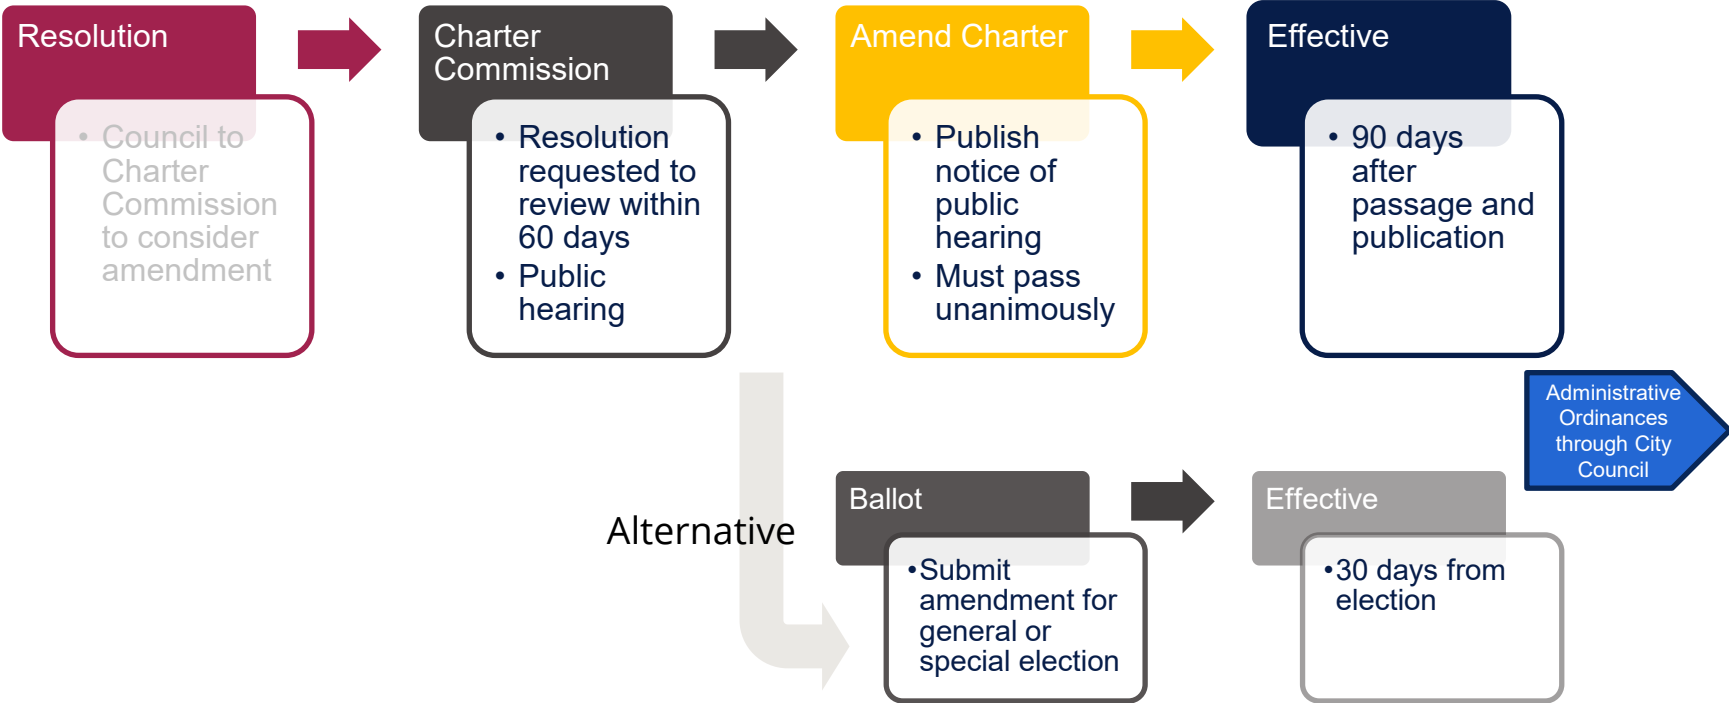 Resolution
• Council to
Charter
Commission
to consider
amendment
Charter
Commission
• Resolution
requested to
review within
60 days
• Public
hearing
Amend Charter
• Publish
notice of
public
hearing
• Must pass
unanimously
Effective
• 90 days
after
passage and
publication
Administrative
Ordinances
through City
Council
Alternative
Ballot
•Submit
amendment for
general or
special election
Effective
•30 days from
election